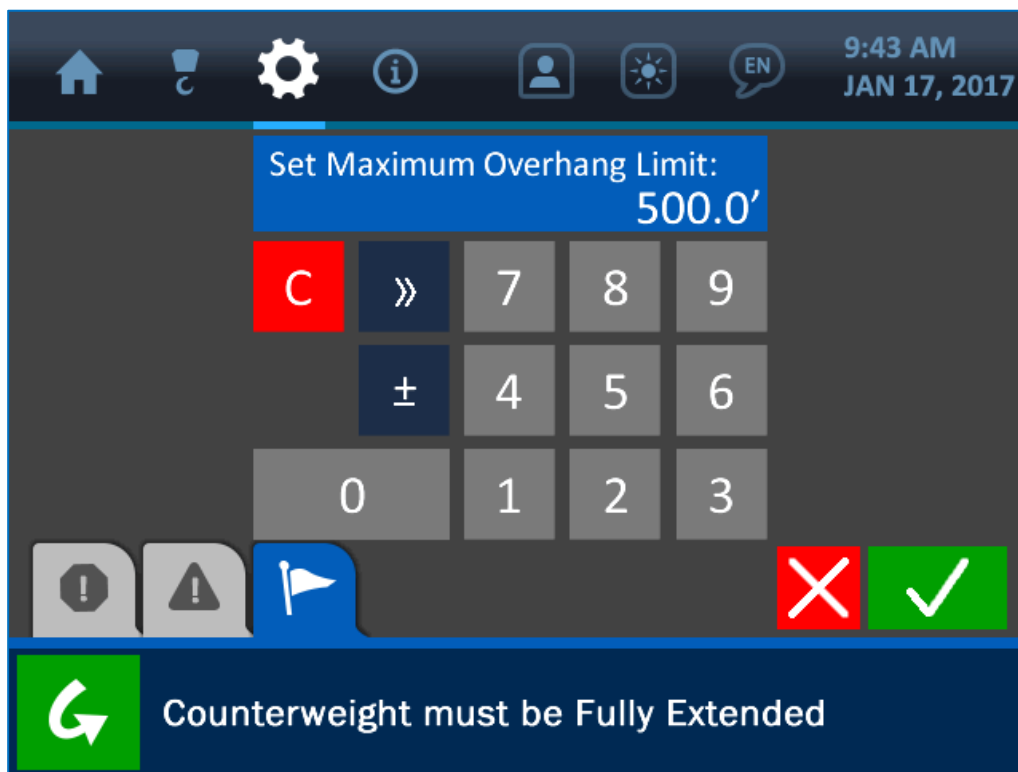 9:43 AM
EN
JAN 17, 2017
Set Maximum Overhang Limit:
500.0’
C » 7 8 9
± 4 5 6
0 1 2 3
Counterweight must be Fully Extended